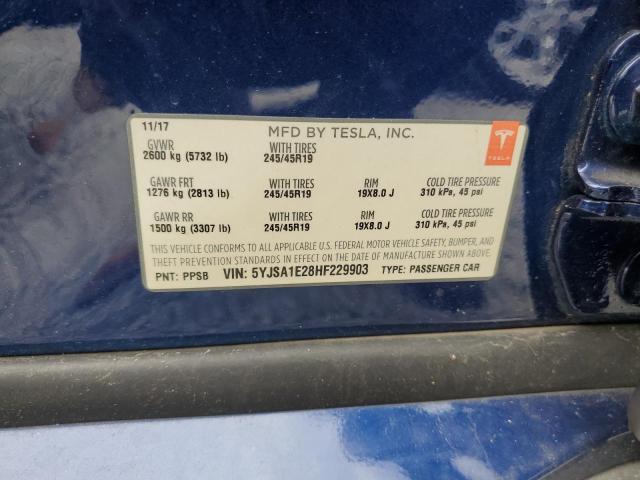 11/17 MFD BY TESLA, INC.
GVWR WITH TIRES
2600 kg (5732 lb) 245/45R19
TESLA
GAWR FRT WITH TIRES RIM COLD TIRE PRESSURE
1276 kg (2813 lb) 245/45R19 19X8.0 J 310 kPa, 45 psi
GAWR RR WITH TIRES RIM COLD TIRE PRESSURE
1500 kg (3307 lb) 245/45R19 19X8.0 J 310 kPa, 45 psi
THIS VEHICLE CONFORMS TO ALL APPLICABLE U.S. FEDERAL MOTOR VEHICLE SAFETY, BUMPER, AND
THEFT PREVENTION STANDARDS IN EFFECT ON THE DATE OF MANUFACTURE SHOWN ABOVE.
PNT: PPSB VIN: 5YJSA1E28HF229903 TYPE: PASSENGER CAR